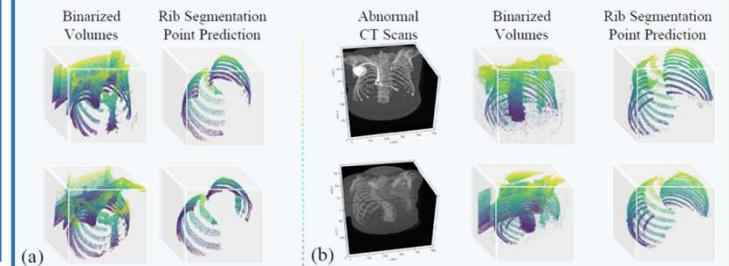 Binarized
Volumes
Rib Segmentation
Point Prediction
Abnormal
CT Scans
Binarized
Volumes
Rib Segmentation
Point Prediction
(a)
(b)